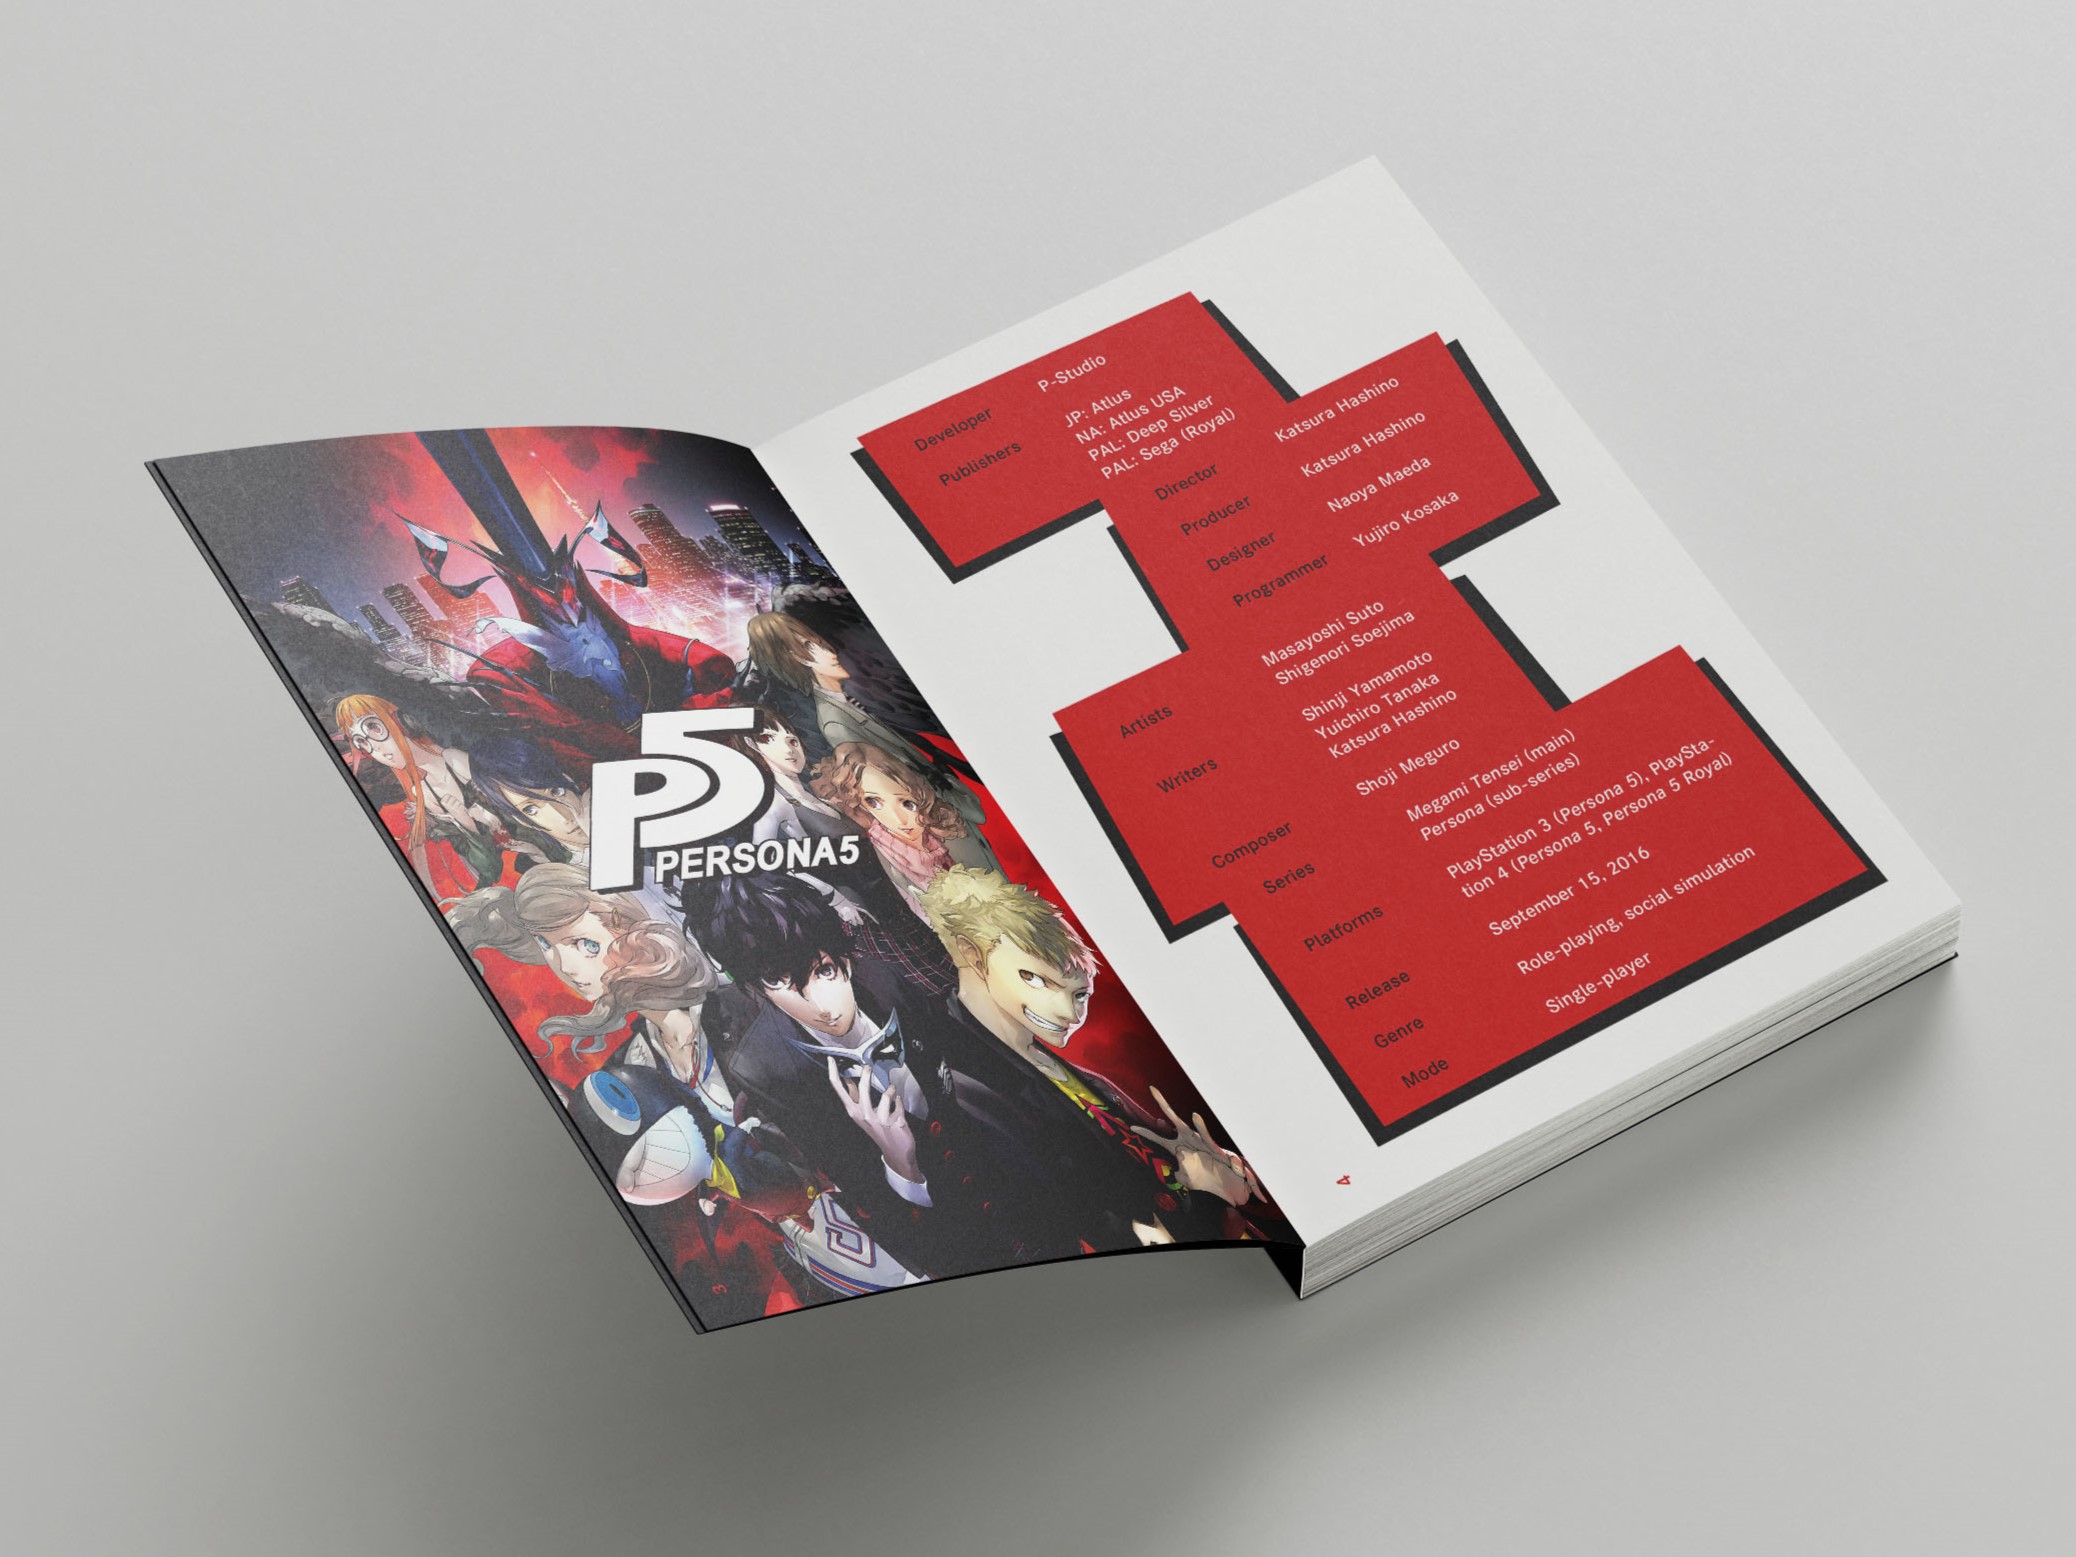 P5
PERSONA5
3
Developer
P-Studio
Publishers
JP: Atlus
NA: Atlus USA
PAL: Deep Silver
PAL: Sega (Royal)
Director
Katsura Hashino
Producer
Katsura Hashino
Designer
Naoya Maeda
Programmer
Yujiro Kosaka
Artists
Masayoshi Suto
Shigenori Soejima
Writers
Shinji Yamamoto
Yuichiro Tanaka
Katsura Hashino
Composer
Shoji Meguro
Series
Megami Tensei (main)
Persona (sub-series)
Platforms
PlayStation 3 (Persona 5), PlaySta-
tion 4 (Persona 5, Persona 5 Royal)
Release
September 15, 2016
Genre
Role-playing, social simulation
Mode
Single-player
4